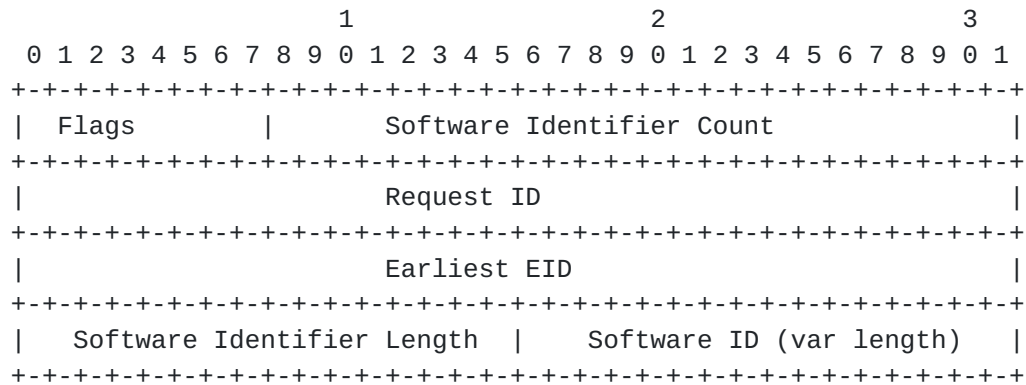 1                   2                   3
 0 1 2 3 4 5 6 7 8 9 0 1 2 3 4 5 6 7 8 9 0 1 2 3 4 5 6 7 8 9 0 1
+-+-+-+-+-+-+-+-+-+-+-+-+-+-+-+-+-+-+-+-+-+-+-+-+-+-+-+-+-+-+-+-+
|  Flags        |       Software Identifier Count               |
+-+-+-+-+-+-+-+-+-+-+-+-+-+-+-+-+-+-+-+-+-+-+-+-+-+-+-+-+-+-+-+-+
|                       Request ID                              |
+-+-+-+-+-+-+-+-+-+-+-+-+-+-+-+-+-+-+-+-+-+-+-+-+-+-+-+-+-+-+-+-+
|                       Earliest EID                            |
+-+-+-+-+-+-+-+-+-+-+-+-+-+-+-+-+-+-+-+-+-+-+-+-+-+-+-+-+-+-+-+-+
|   Software Identifier Length  |    Software ID (var length)   |
+-+-+-+-+-+-+-+-+-+-+-+-+-+-+-+-+-+-+-+-+-+-+-+-+-+-+-+-+-+-+-+-+